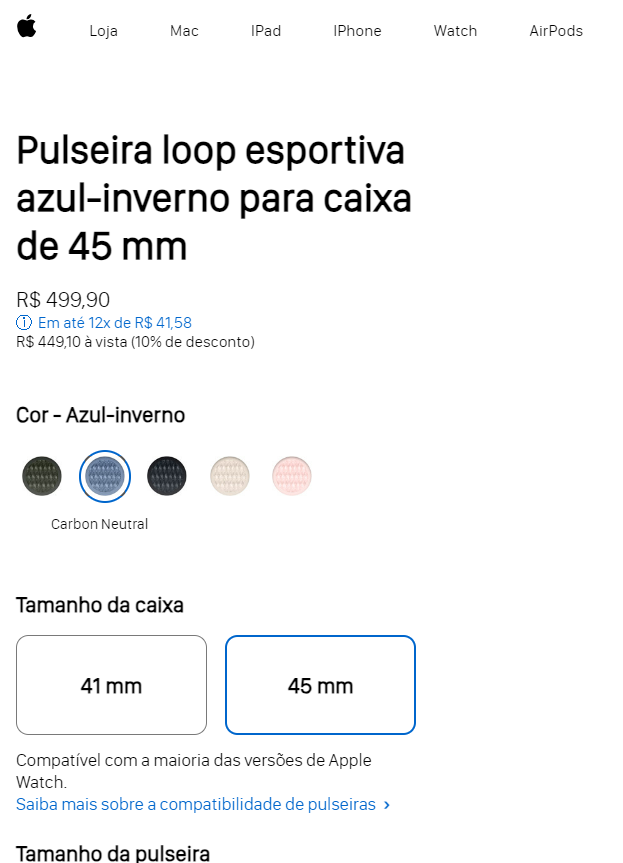 Loja Mac IPad IPhone Watch AirPods
Pulseira loop esportiva
azul-inverno para caixa
de 45 mm
R$ 499,90
Em até 12x de R$ 41,58
R$ 449,10 à vista (10% de desconto)
Cor - Azul-inverno
Carbon Neutral
Tamanho da caixa
41 mm 45 mm
Compatível com a maioria das versões de Apple
Watch.
Saiba mais sobre a compatibilidade de pulseiras ›
Tamanho da pulseira